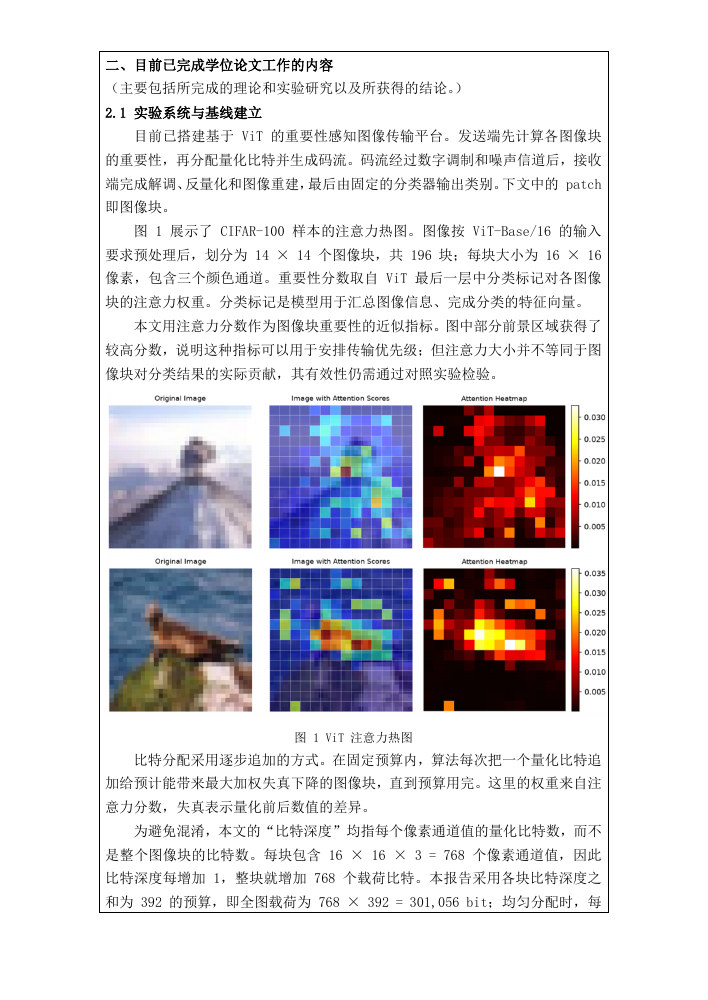 二、目前已完成学位论文工作的内容
（主要包括所完成的理论和实验研究以及所获得的结论。）
2.1 实验系统与基线建立
目前已搭建基于 ViT 的重要性感知图像传输平台。发送端先计算各图像块
的重要性，再分配量化比特并生成码流。码流经过数字调制和噪声信道后，接收
端完成解调、反量化和图像重建，最后由固定的分类器输出类别。下文中的 patch
即图像块。
图 1 展示了 CIFAR-100 样本的注意力热图。图像按 ViT-Base/16 的输入
要求预处理后，划分为 14 × 14 个图像块，共 196 块；每块大小为 16 × 16
像素，包含三个颜色通道。重要性分数取自 ViT 最后一层中分类标记对各图像
块的注意力权重。分类标记是模型用于汇总图像信息、完成分类的特征向量。
本文用注意力分数作为图像块重要性的近似指标。图中部分前景区域获得了
较高分数，说明这种指标可以用于安排传输优先级；但注意力大小并不等同于图
像块对分类结果的实际贡献，其有效性仍需通过对照实验检验。
Original Image
Image with Attention Scores
Attention Heatmap
0.030
0.025
0.020
0.015
0.010
0.005
Original Image
Image with Attention Scores
Attention Heatmap
0.035
0.030
0.025
0.020
0.015
0.010
0.005
图 1 ViT 注意力热图
比特分配采用逐步追加的方式。在固定预算内，算法每次把一个量化比特追
加给预计能带来最大加权失真下降的图像块，直到预算用完。这里的权重来自注
意力分数，失真表示量化前后数值的差异。
为避免混淆，本文的“比特深度”均指每个像素通道值的量化比特数，而不
是整个图像块的比特数。每块包含 16 × 16 × 3 = 768 个像素通道值，因此
比特深度每增加 1，整块就增加 768 个载荷比特。本报告采用各块比特深度之
和为 392 的预算，即全图载荷为 768 × 392 = 301,056 bit；均匀分配时，每